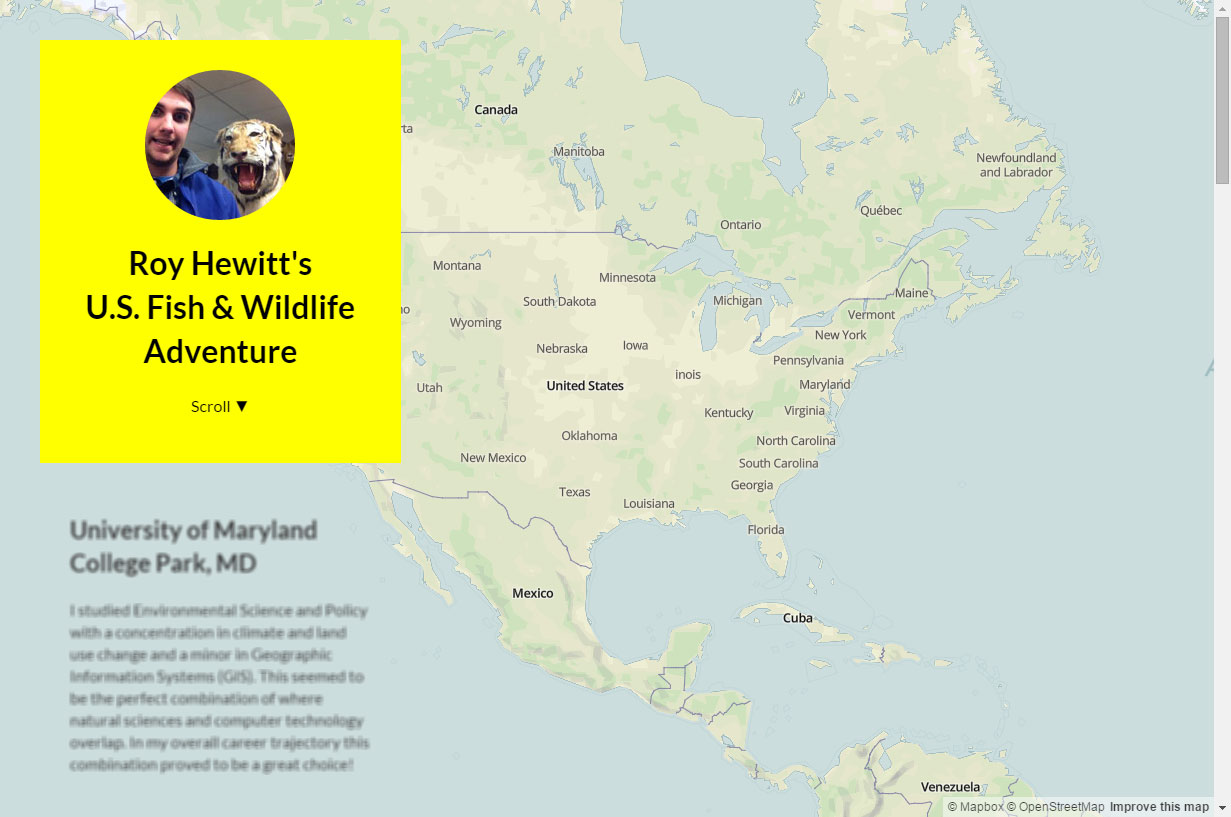 Roy Hewitt's
U.S. Fish & Wildlife
Adventure
Scroll ▼
University of Maryland
College Park, MD
I studied Environmental Science and Policy
with a concentration in climate and land
use change and a minor in Geographic
Information Systems (GIS). This seemed to
be the perfect combination of where
natural sciences and computer technology
overlap. In my overall career trajectory this
combination proved to be a great choice!
Canada
rta
Manitoba
Newfoundland
and Labrador
Québec
Ontario
Montana
Minnesota
South Dakota
Michigan
Maine
ho
Wyoming
Vermont
New York
Nebraska
Iowa
Pennsylvania
inois
Utah
United States
Maryland
Kentucky
Virginia
Oklahoma
North Carolina
New Mexico
South Carolina
Georgia
Texas
Louisiana
Florida
Mexico
Cuba
Venezuela
© Mapbox © OpenStreetMap Improve this map